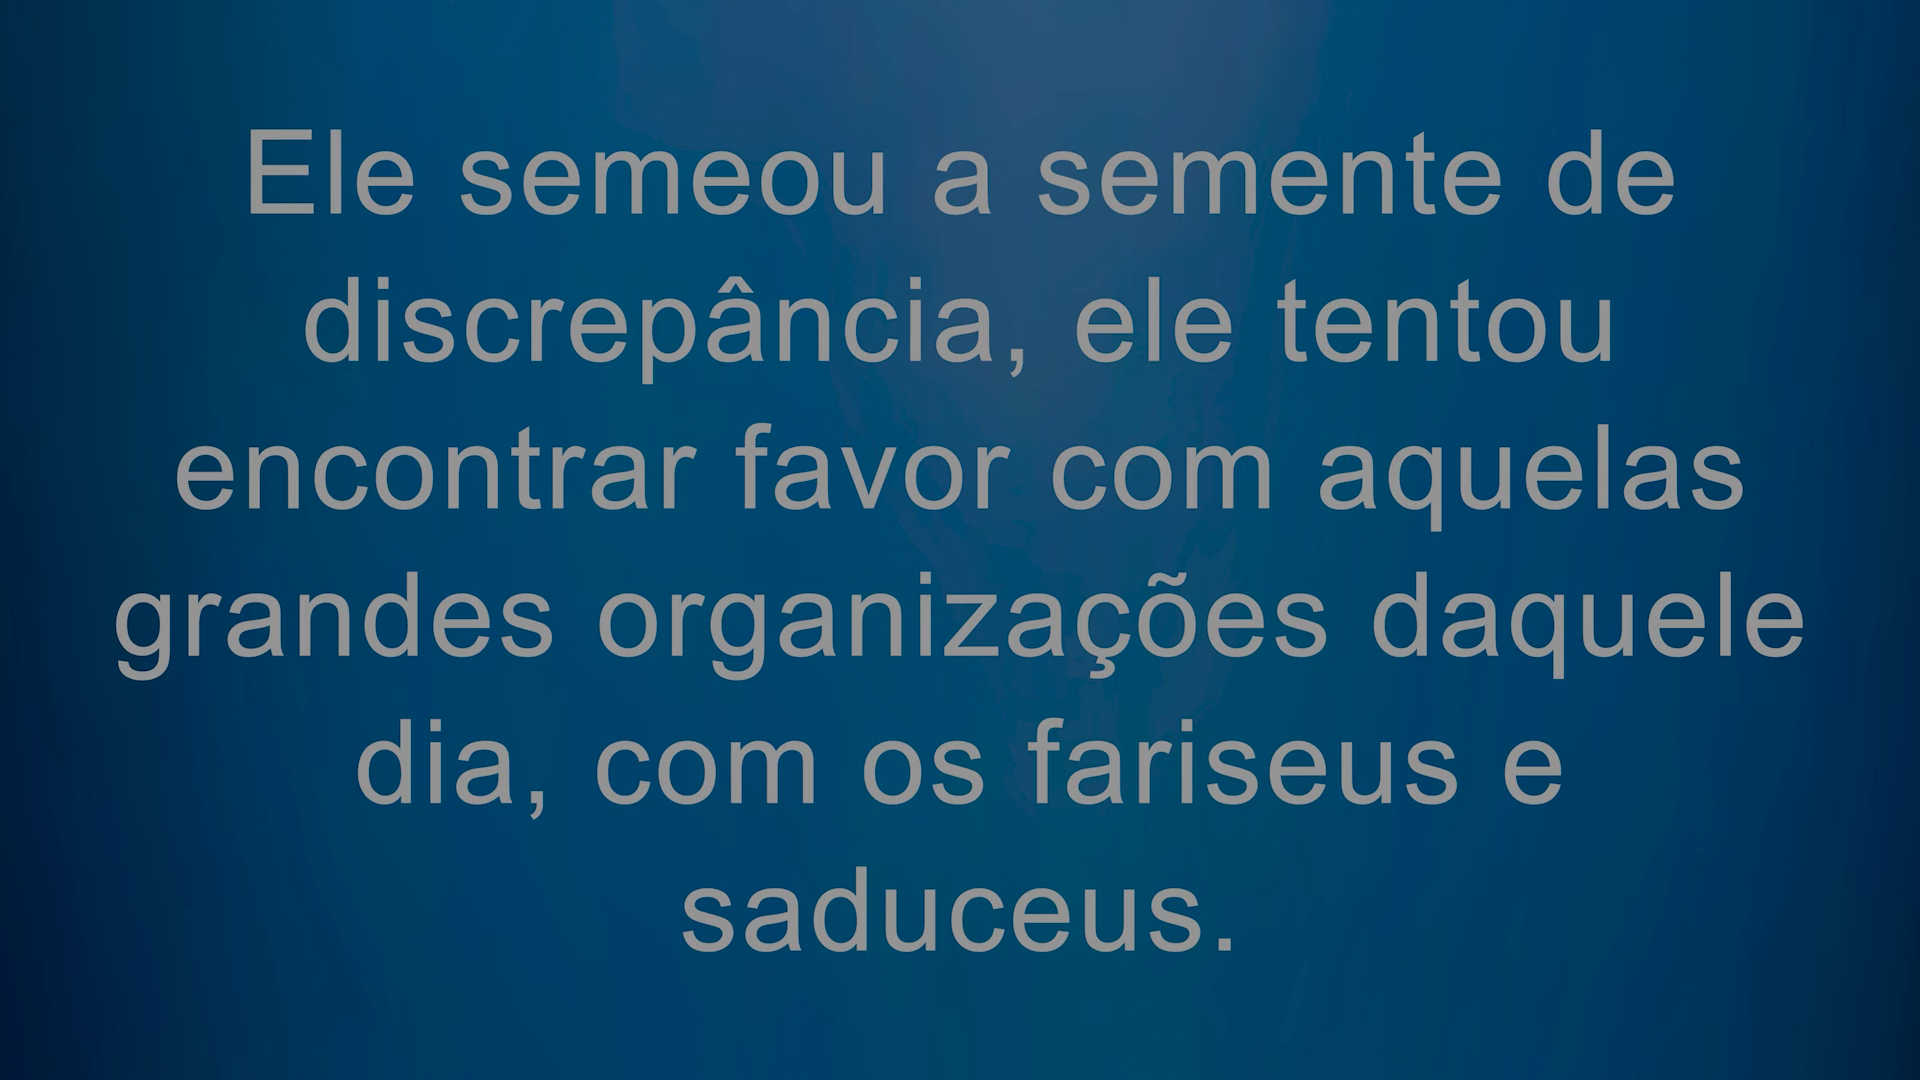 Ele semeou a semente de
discrepância, ele tentou
encontrar favor com aquelas
grandes organizações daquele
dia, com os fariseus e
saduceus.